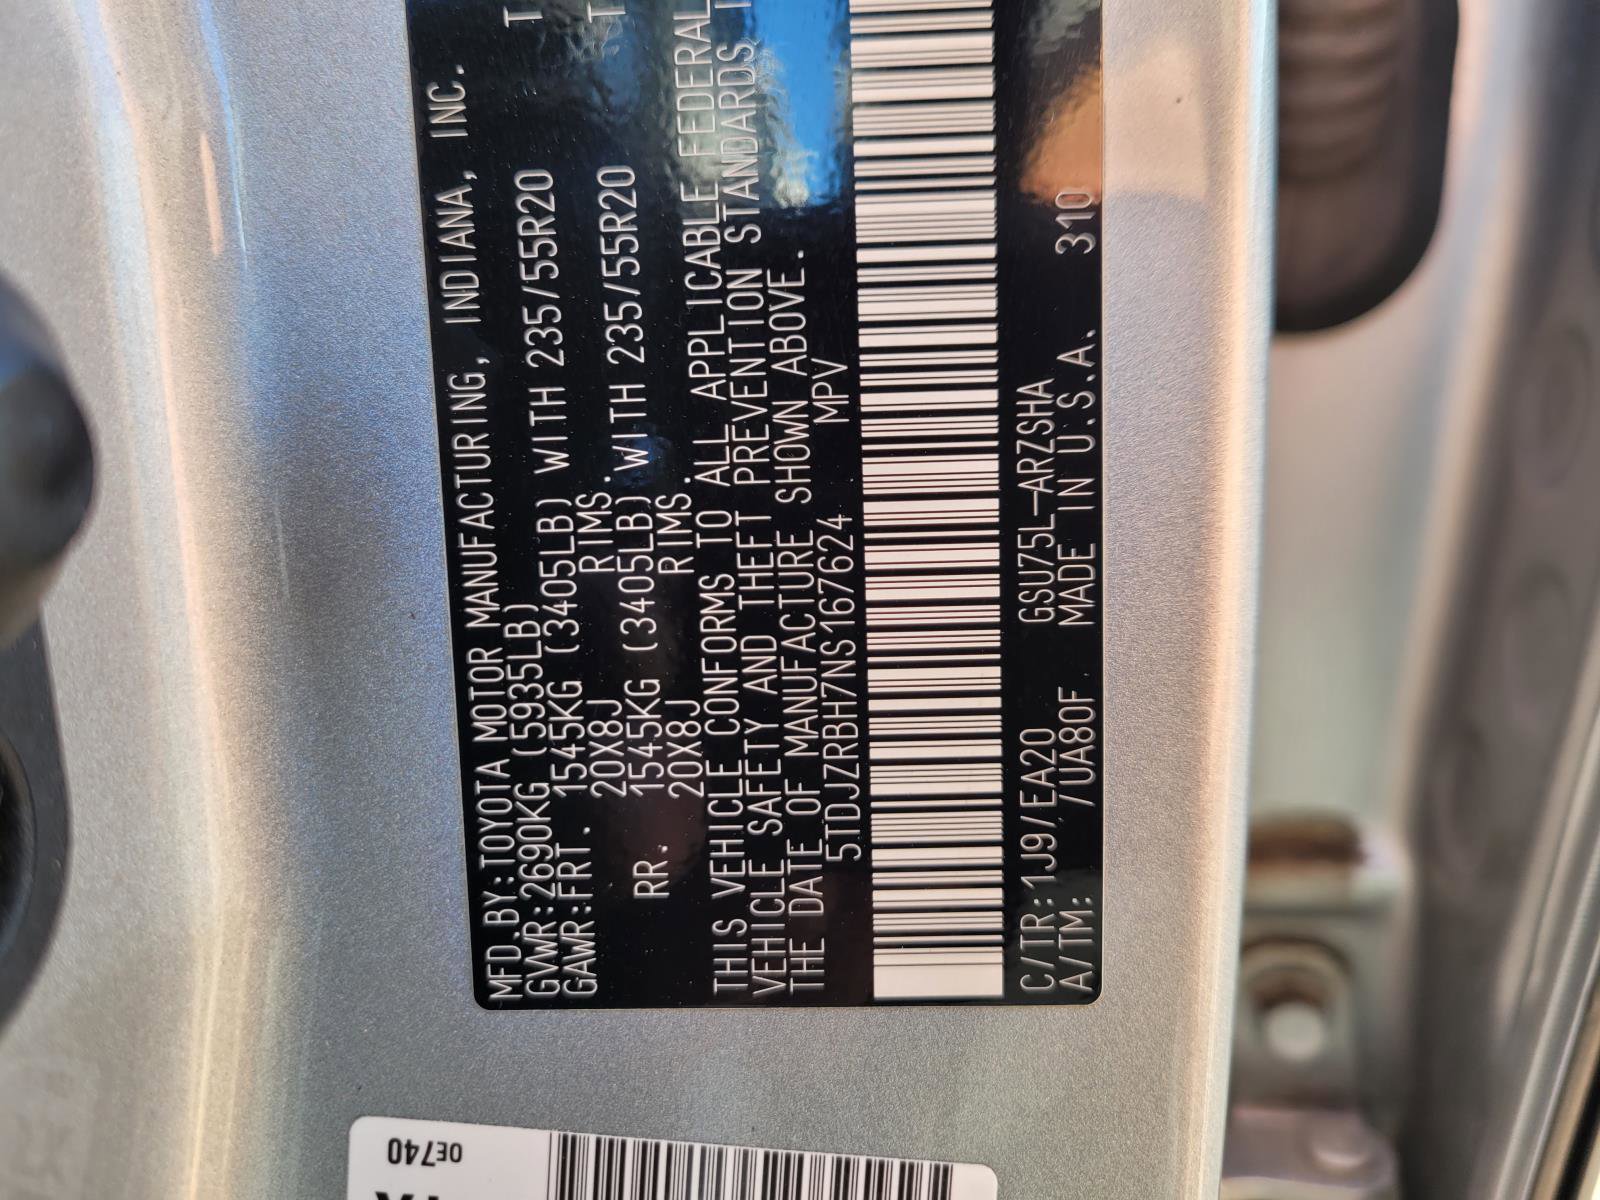 MFD.BY:TOYOTA MOTOR MANUFACTURING, INDIANA, INC.
GVWR:2690KG(5935LB) T
GAWR:FRT. 1545KG (3405LB) WITH 235/55R20
20X8J RIMS. T
RR. 1545KG (3405LB) WITH 235/55R20
20X8J RIMS.
THIS VEHICLE CONFORMS TO ALL APPLICABLE FEDERAL
VEHICLE SAFETY AND THEFT PREVENTION STANDARDS
THE DATE OF MANUFACTURE SHOWN ABOVE.
5TDJZRBH7NS167624 MPV
C/TR:1J9/EA20 GSU75L-ARZSHA
A/TM: /UA80F MADE IN U.S.A. 310
0E740